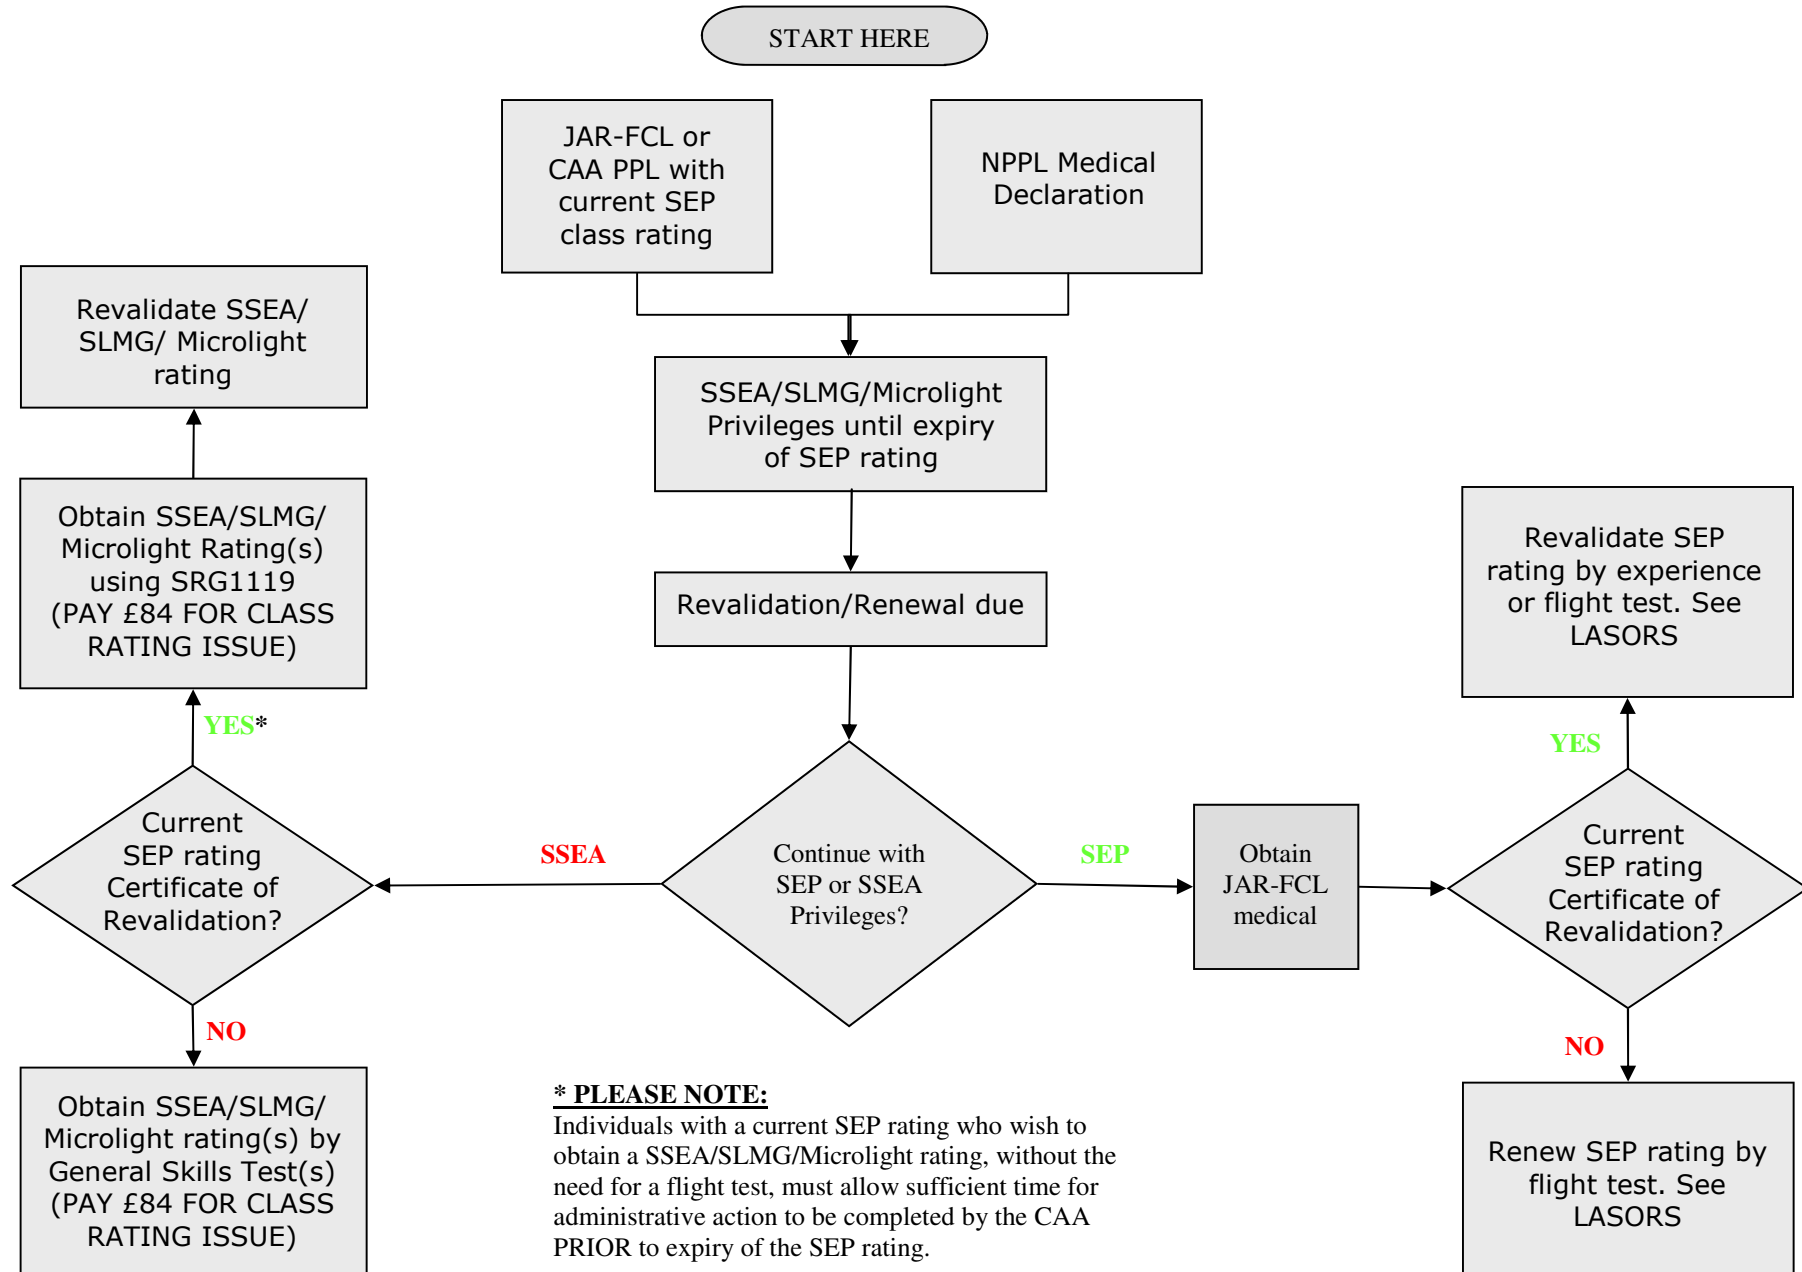 START HERE
JAR-FCL or
CAA PPL with
current SEP
class rating
NPPL Medical
Declaration
Revalidate SSEA/
SLMG/ Microlight
rating
SSEA/SLMG/Microlight
Privileges until expiry
of SEP rating
Obtain SSEA/SLMG/
Microlight Rating(s)
using SRG1119
(PAY £84 FOR CLASS
RATING ISSUE)
Revalidation/Renewal due
Revalidate SEP
rating by experience
or flight test. See
LASORS
YES*
YES
Current
SEP rating
Certificate of
Revalidation?
SSEA
Continue with
SEP or SSEA
Privileges?
SEP
Obtain
JAR-FCL
medical
Current
SEP rating
Certificate of
Revalidation?
NO
NO
Obtain SSEA/SLMG/
Microlight rating(s) by
General Skills Test(s)
(PAY £84 FOR CLASS
RATING ISSUE)
* PLEASE NOTE:
Individuals with a current SEP rating who wish to
obtain a SSEA/SLMG/Microlight rating, without the
need for a flight test, must allow sufficient time for
administrative action to be completed by the CAA
PRIOR to expiry of the SEP rating.
Renew SEP rating by
flight test. See
LASORS